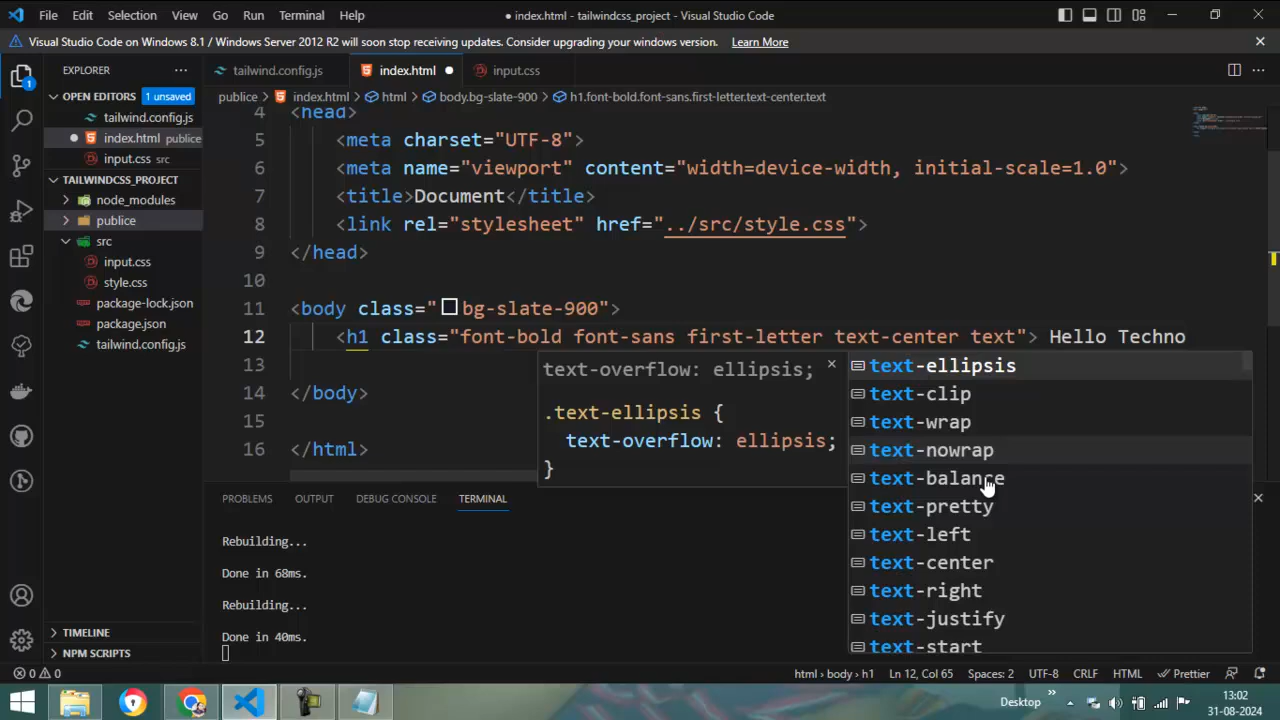 File Edit Selection View Go Run Terminal Help
● index.html - tailwindcss_project - Visual Studio Code
Visual Studio Code on Windows 8.1 / Windows Server 2012 R2 will soon stop receiving updates. Consider upgrading your windows version. Learn More
EXPLORER
OPEN EDITORS 1 unsaved
tailwind.config.js
index.html publice
input.css src
TAILWINDCSS_PROJECT
node_modules
publice
src
input.css
style.css
package-lock.json
package.json
tailwind.config.js
TIMELINE
NPM SCRIPTS
1
tailwind.config.js index.html input.css
publice > index.html > html > body.bg-slate-900 > h1.font-bold.font-sans.first-letter.text-center.text
4 <head>
5 <meta charset="UTF-8">
6 <meta name="viewport" content="width=device-width, initial-scale=1.0">
7 <title>Document</title>
8 <link rel="stylesheet" href="../src/style.css">
9 </head>
10
11 <body class="bg-slate-900">
12 <h1 class="font-bold font-sans first-letter text-center text"> Hello Techno
13
14 </body>
15
16 </html>
text-overflow: ellipsis;
.text-ellipsis {
text-overflow: ellipsis;
}
text-ellipsis
text-clip
text-wrap
text-nowrap
text-balance
text-pretty
text-left
text-center
text-right
text-justify
text-start
PROBLEMS OUTPUT DEBUG CONSOLE TERMINAL
Rebuilding...
Done in 68ms.
Rebuilding...
Done in 40ms.
0 0
html › body › h1 Ln 12, Col 65 Spaces: 2 UTF-8 CRLF HTML Prettier
Desktop
13:02
31-08-2024